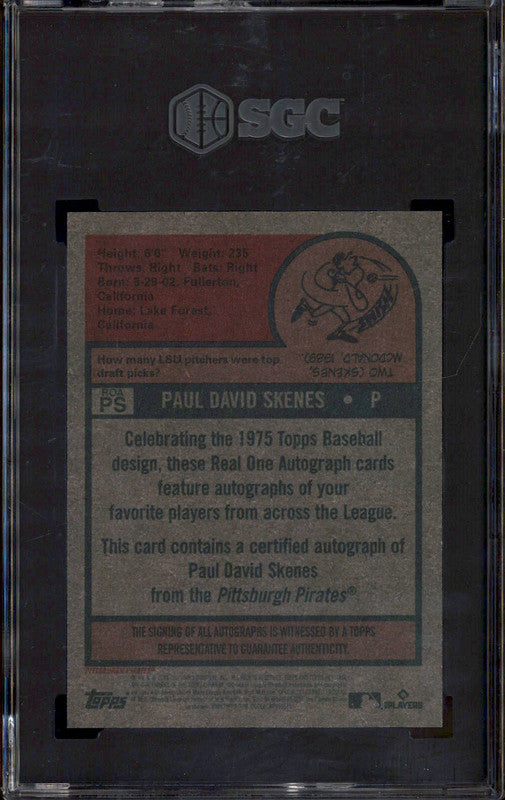 SGC
Height: 6'6" Weight: 235
Throws: Right Bats: Right
Born: 5-29-02, Fullerton,
California
Home: Lake Forest,
California
How many LSU pitchers were top
draft picks?
TWO (SKENES,
MCDONALD, 1989)
ROA
PS
PAUL DAVID SKENES • P
Celebrating the 1975 Topps Baseball
design, these Real One Autograph cards
feature autographs of your
favorite players from across the League.
This card contains a certified autograph of
Paul David Skenes
from the Pittsburgh Pirates®.
THE SIGNING OF ALL AUTOGRAPHS IS WITNESSED BY A TOPPS
REPRESENTATIVE TO GUARANTEE AUTHENTICITY.
PITTSBURGH PIRATES®
Topps
PLAYERS